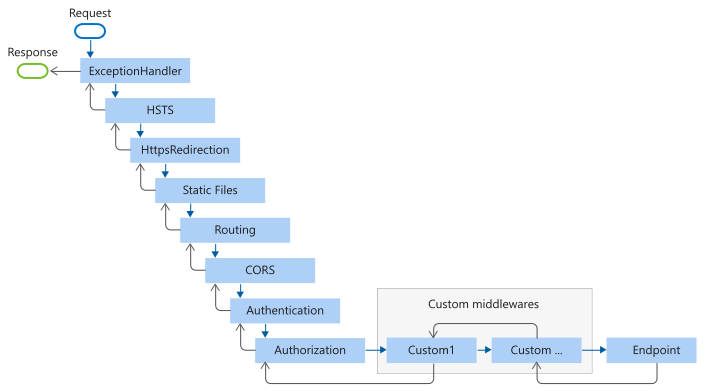 Request
Response
ExceptionHandler
HSTS
HttpsRedirection
Static Files
Routing
CORS
Authentication
Custom middlewares
Authorization
Custom1
Custom ...
Endpoint